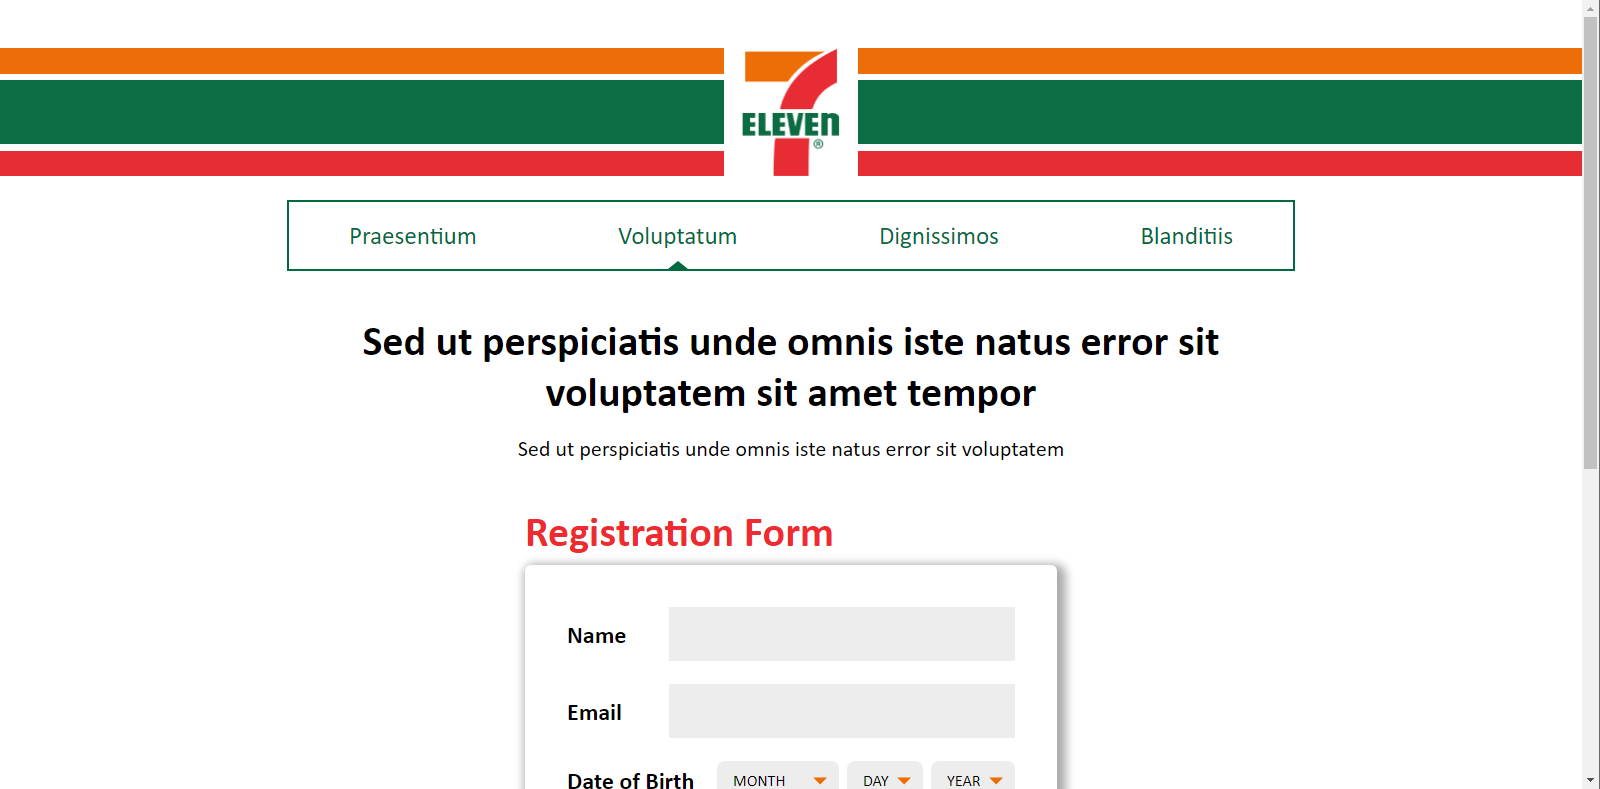 7
ELEVEn
®
Praesentium Voluptatum Dignissimos Blanditiis
Sed ut perspiciatis unde omnis iste natus error sit
voluptatem sit amet tempor
Sed ut perspiciatis unde omnis iste natus error sit voluptatem
Registration Form
Name
Email
Date of Birth MONTH DAY YEAR